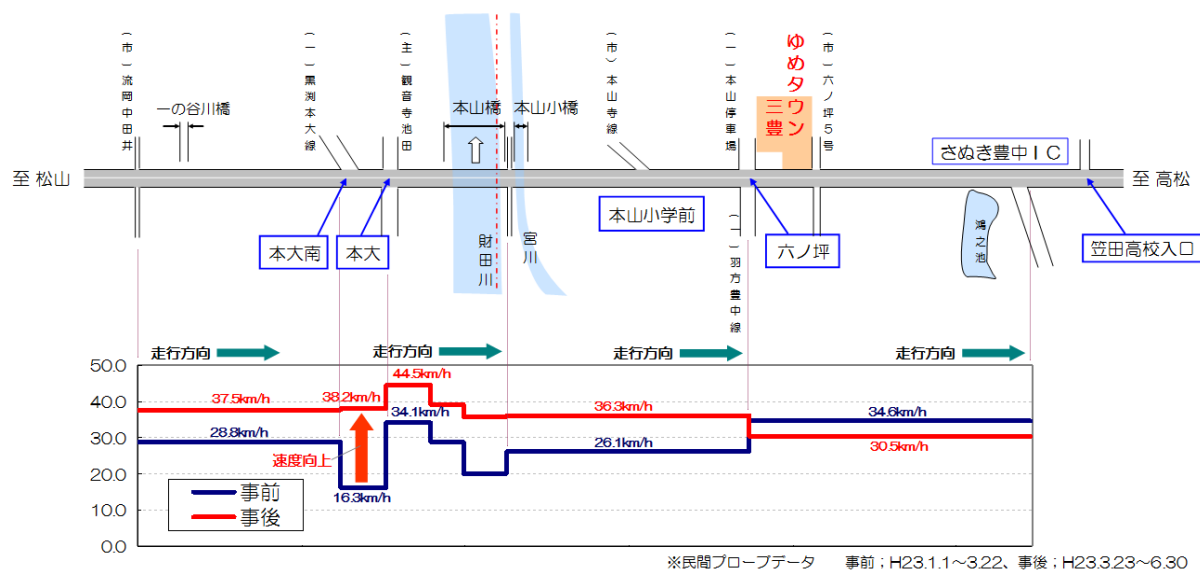 (市)流岡中田井
一の谷川橋
(一)黒渕本大線
(主)観音寺池田
本山橋
本山小橋
(市)本山寺線
(一)本山停車場
ゆめタウン
三豊
(市)六ノ坪5号
さぬき豊中IC
至 松山
至 高松
本大南
本大
財田川
宮川
本山小学前
(一)羽方豊中線
六ノ坪
鴻之池
笠田高校入口
走行方向
走行方向
走行方向
走行方向
50.0
40.0
30.0
20.0
10.0
0.0
37.5km/h
38.2km/h
44.5km/h
36.3km/h
34.6km/h
28.8km/h
34.1km/h
26.1km/h
30.5km/h
速度向上
16.3km/h
事前
事後
※民間プローブデータ 事前;H23.1.1~3.22、事後;H23.3.23~6.30